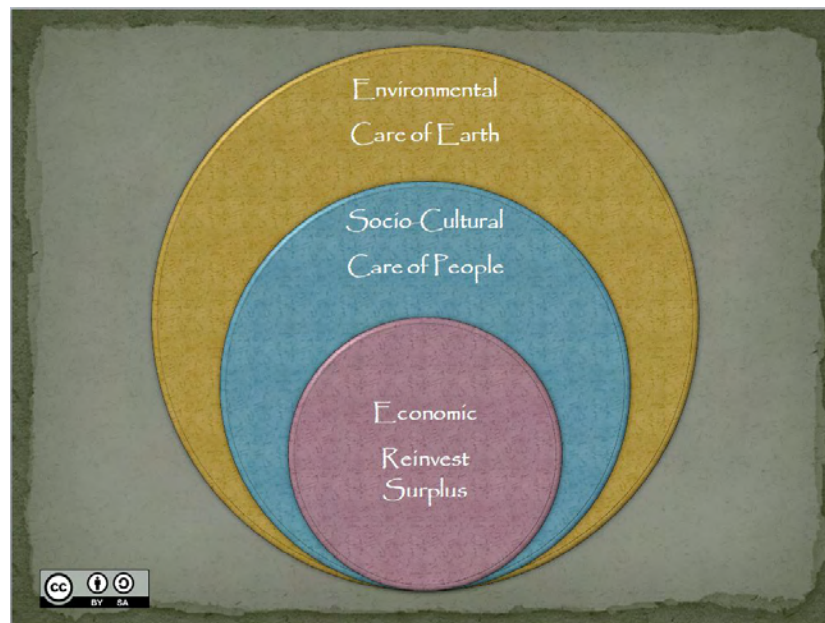 Environmental
Care of Earth
Socio-Cultural
Care of People
Economic
Reinvest
Surplus
cc
BY SA